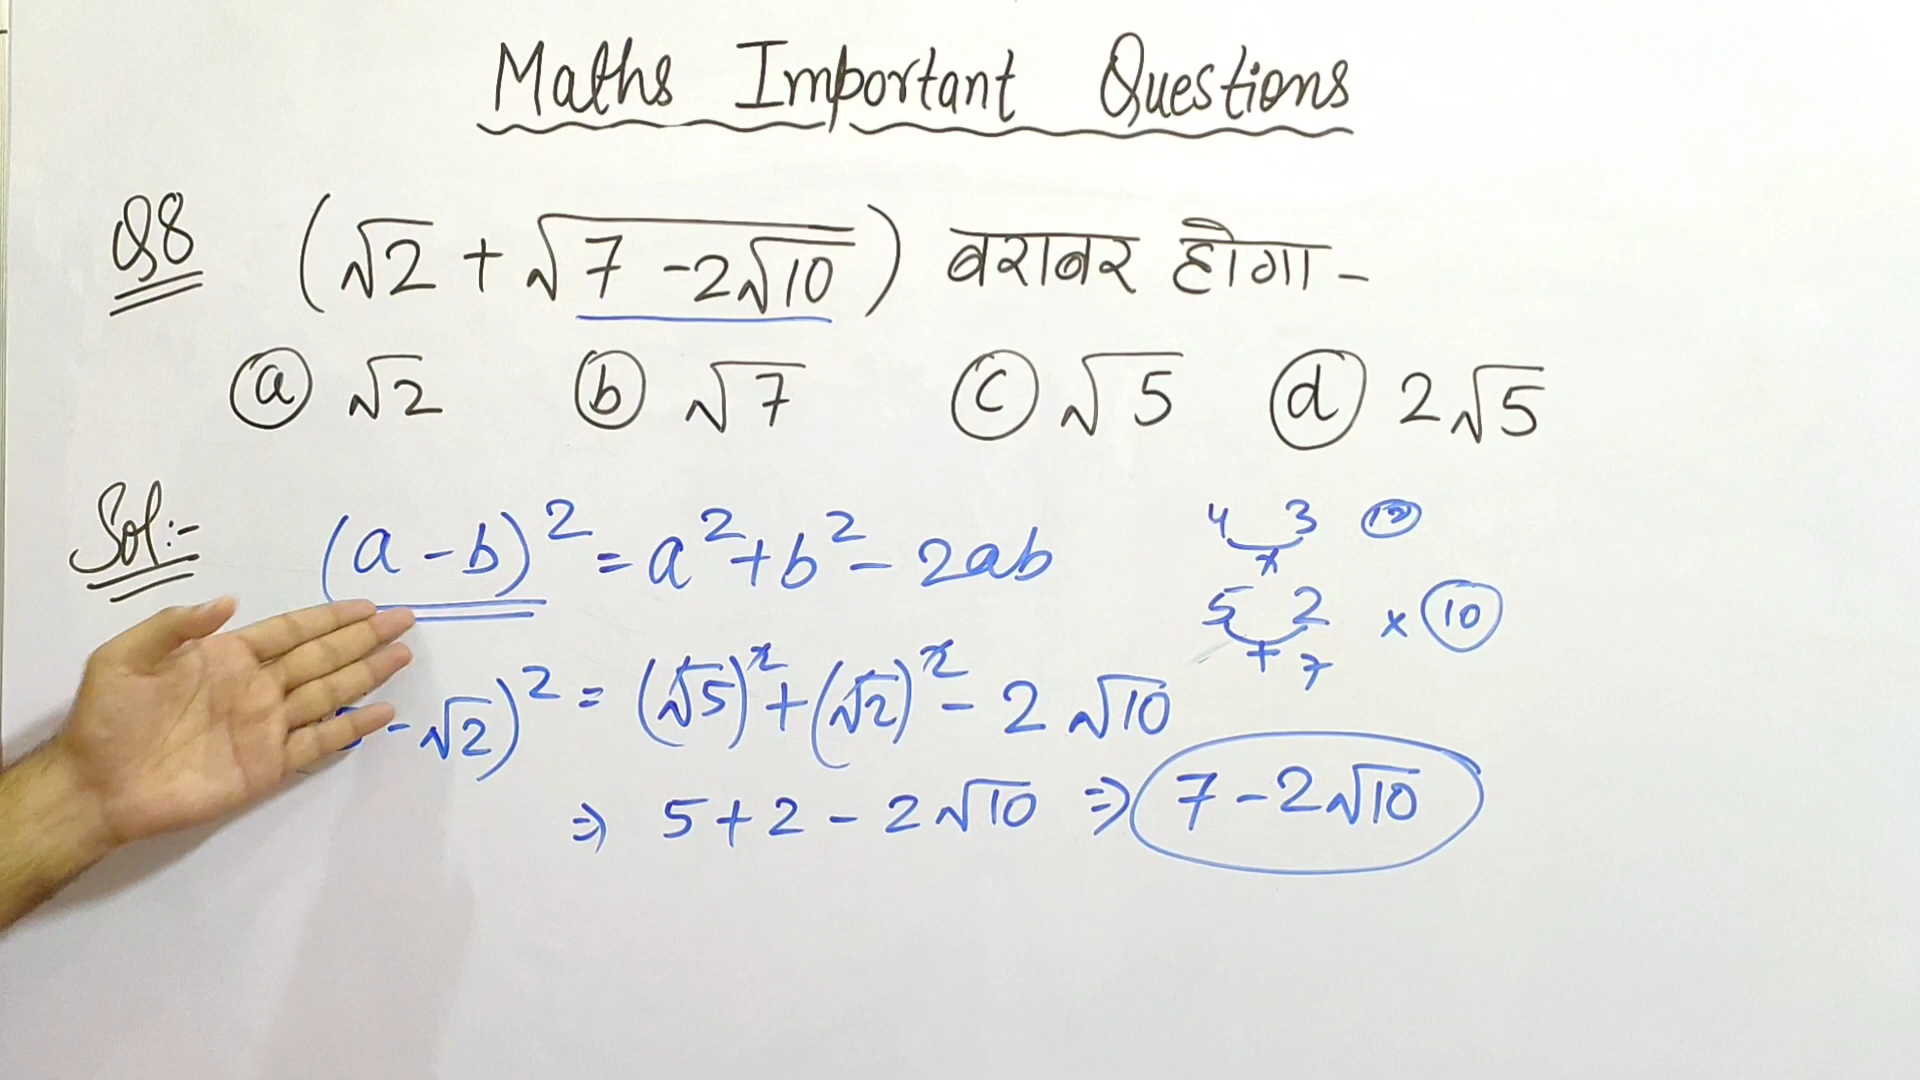 Maths Important Questions
Q8 (√2 + √7 - 2√10) बराबर होगा -
(a) √2 (b) √7 (c) √5 (d) 2√5
Sol:- (a - b)² = a² + b² - 2ab
4 3 (12)
×
5 2 × (10)
+ 7
- √2)² = (√5)² + (√2)² - 2 √10
⇒ 5 + 2 - 2√10 ⇒ 7 - 2√10